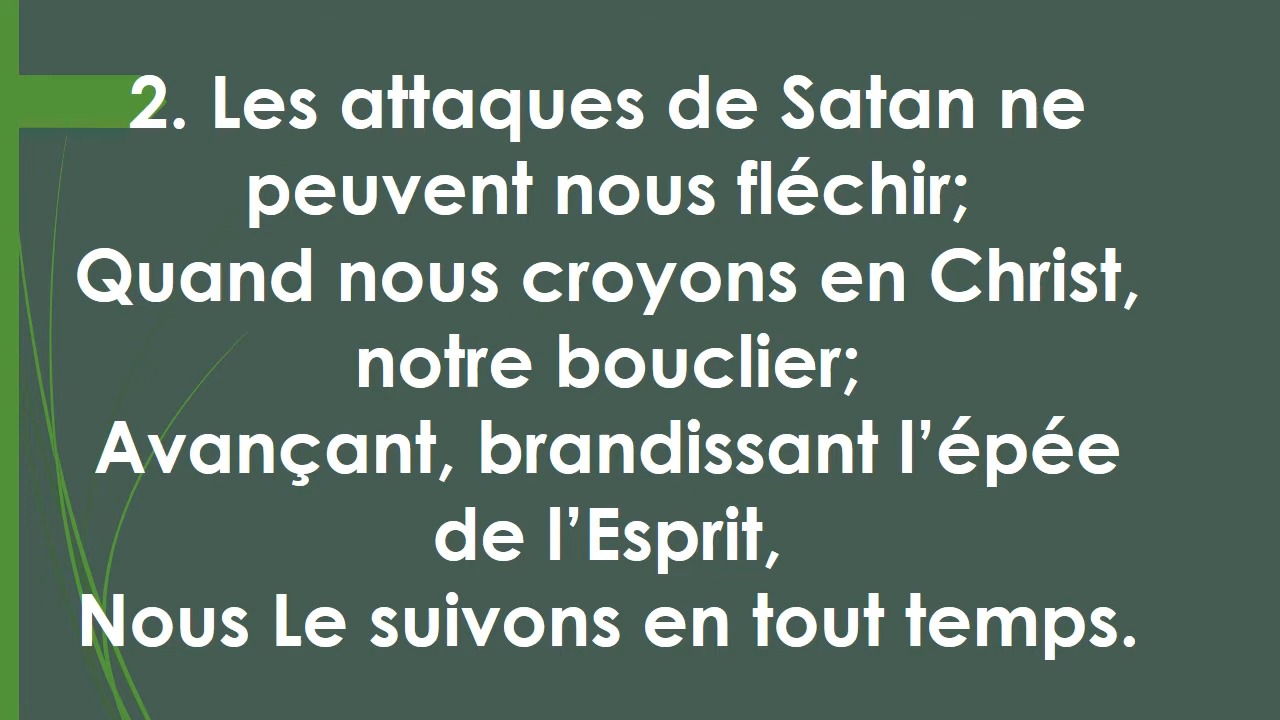 2. Les attaques de Satan ne
peuvent nous fléchir;
Quand nous croyons en Christ,
notre bouclier;
Avançant, brandissant l’épée
de l’Esprit,
Nous Le suivons en tout temps.